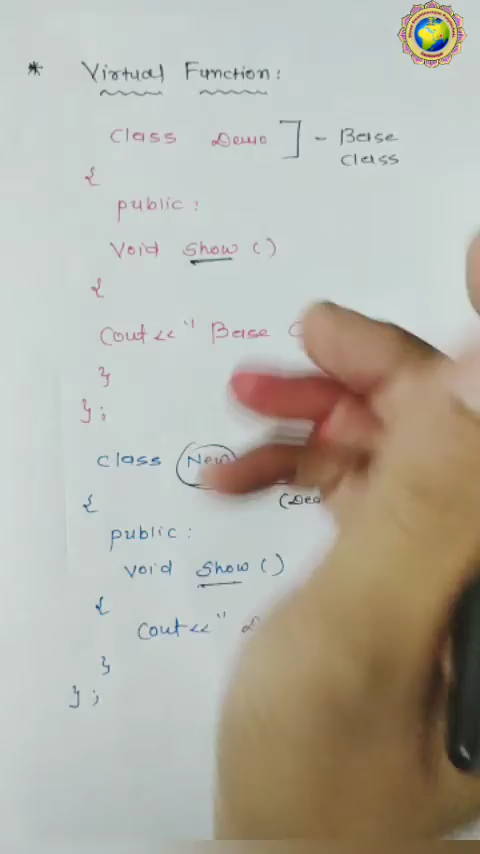 * Virtual Function:
class Demo ] - Base
class
{
public:
void show ()
{
cout<<" Base
}
};
class New
{
public:
void show ()
{
cout<<"
}
};